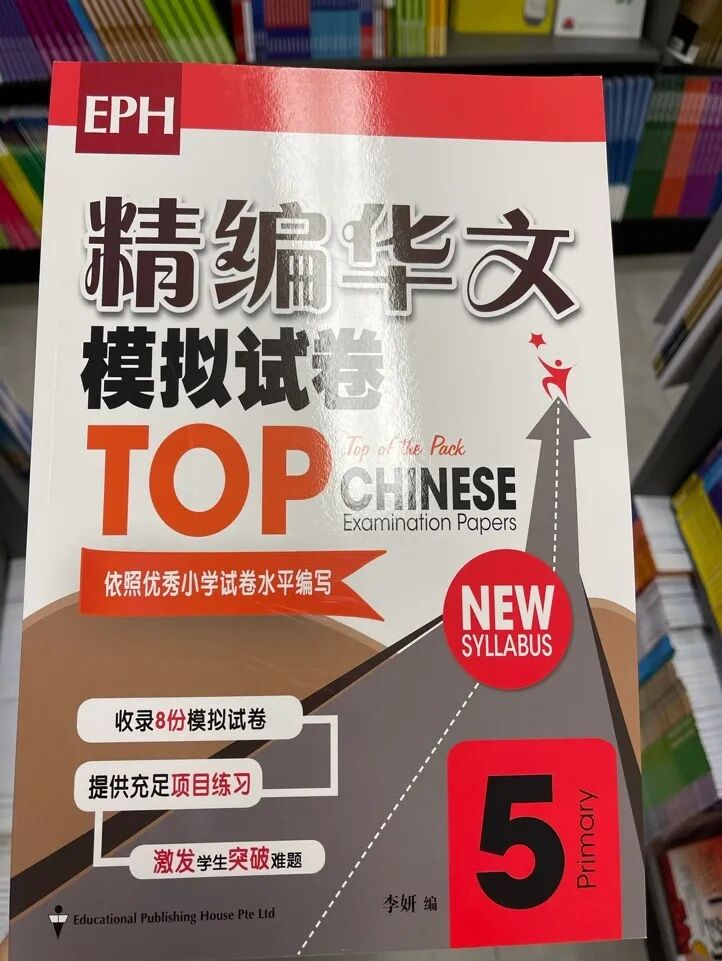 EPH
精编华文
模拟试卷
TOP
Top of the Pack
CHINESE
Examination Papers
依照优秀小学试卷水平编写
NEW
SYLLABUS
收录8份模拟试卷
提供充足项目练习
激发学生突破难题
5
Primary
李妍 编
Educational Publishing House Pte Ltd